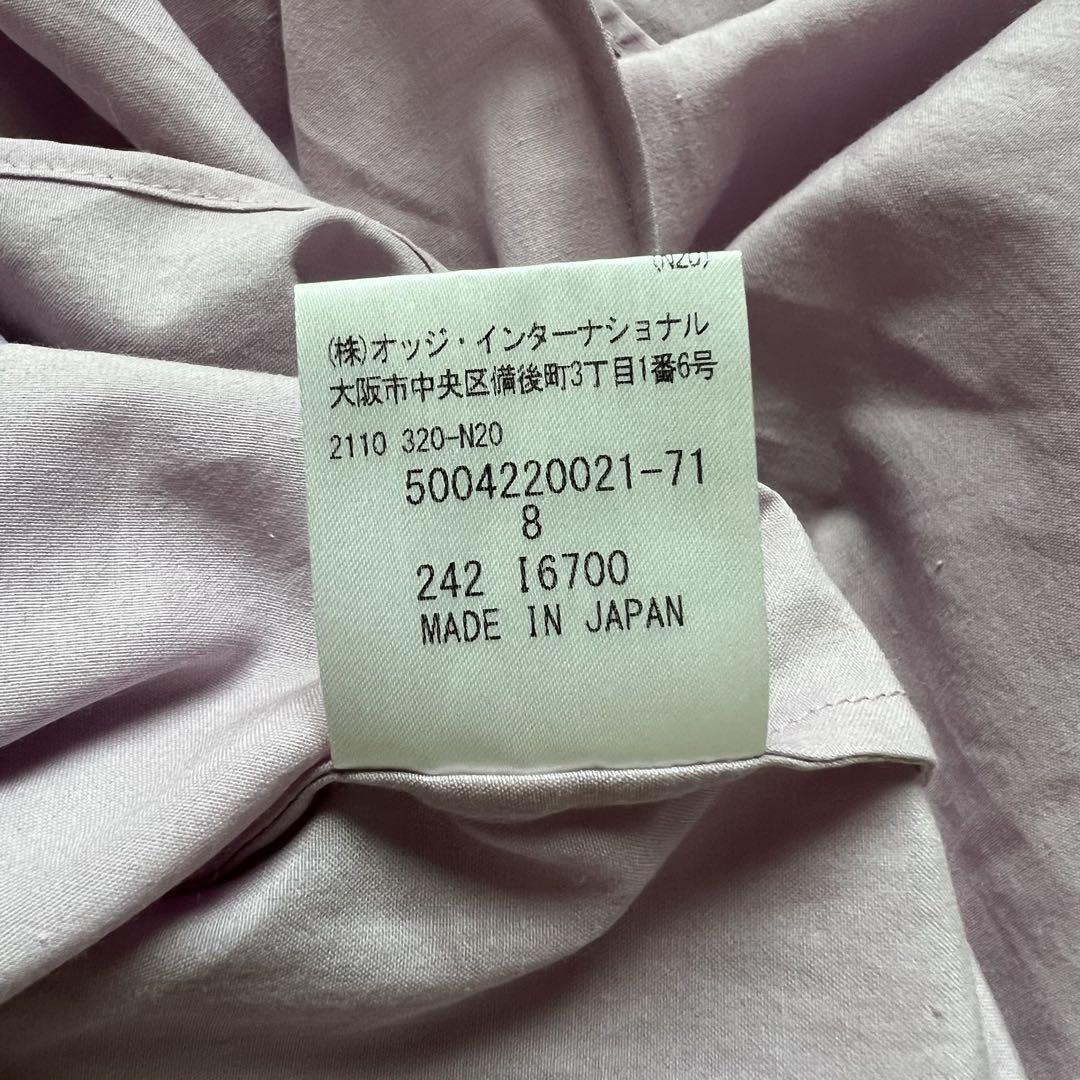 (N20)
(株)オッジ・インターナショナル
大阪市中央区備後町3丁目1番6号
2110 320-N20
5004220021-71
8
242 I6700
MADE IN JAPAN